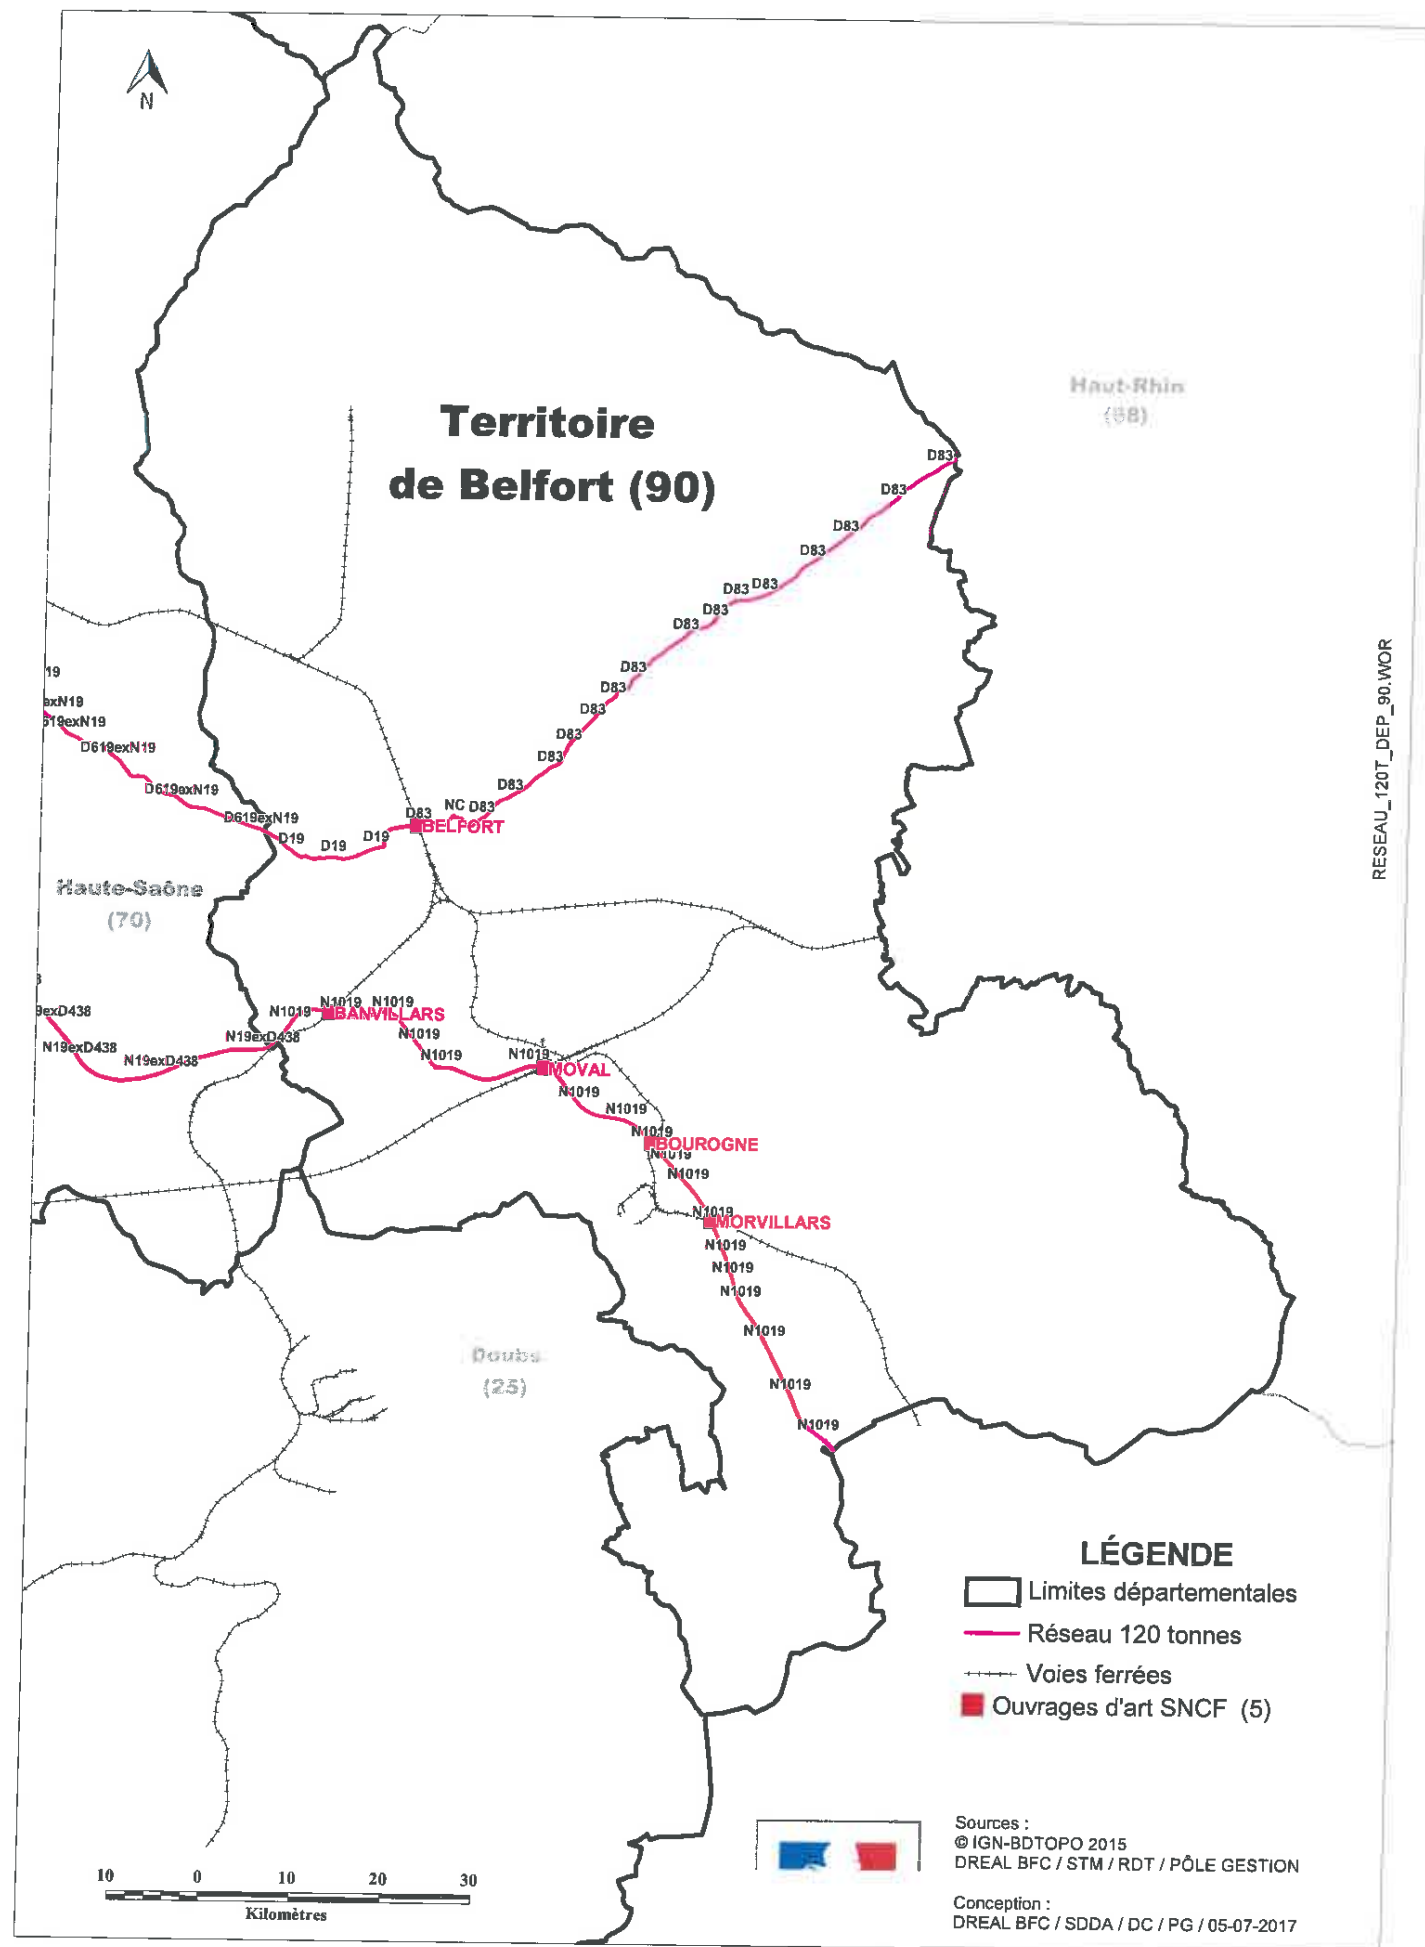 N
Territoire
de Belfort (90)
Haut-Rhin
(68)
D83
D83
D83
D83
D83
D83
D83
D83
D83
D83
D83
D83
D83
D83
NC
D83
D83
BELFORT
19
exN19
619exN19
D619exN19
D619exN19
D619exN19
D19
D19
D19
Haute-Saône
(70)
9exD438
N19exD438
N19exD438
N19exD438
N1019
N1019
N1019
BANVILLARS
N1019
N1019
N1019
MOVAL
N1019
N1019
N1019
BOUROGNE
N1019
N1019
N1019
MORVILLARS
N1019
N1019
N1019
N1019
N1019
N1019
Doubs
(25)
RESEAU_120T_DEP_90.WOR
LÉGENDE
Limites départementales
Réseau 120 tonnes
Voies ferrées
Ouvrages d'art SNCF (5)
Sources :
© IGN-BDTOPO 2015
DREAL BFC / STM / RDT / PÔLE GESTION
Conception :
DREAL BFC / SDDA / DC / PG / 05-07-2017
10 0 10 20 30
Kilomètres